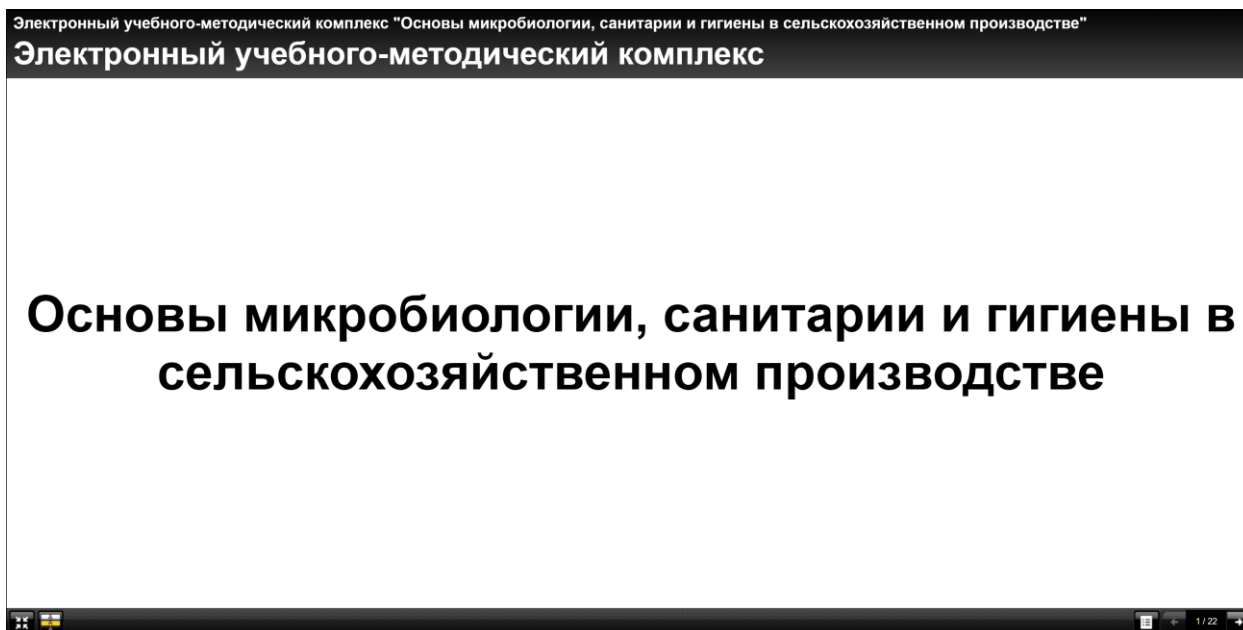 Электронный учебного-методический комплекс "Основы микробиологии, санитарии и гигиены в сельскохозяйственном производстве"
Электронный учебного-методический комплекс
Основы микробиологии, санитарии и гигиены в
сельскохозяйственном производстве
1 / 22